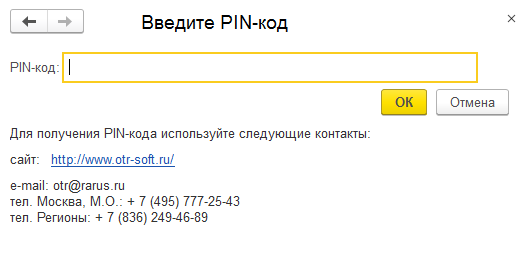 Введите PIN-код
PIN-код:
ОК Отмена
Для получения PIN-кода используйте следующие контакты:
сайт: http://www.otr-soft.ru/
e-mail: otr@rarus.ru
тел. Москва, М.О.: + 7 (495) 777-25-43
тел. Регионы: + 7 (836) 249-46-89